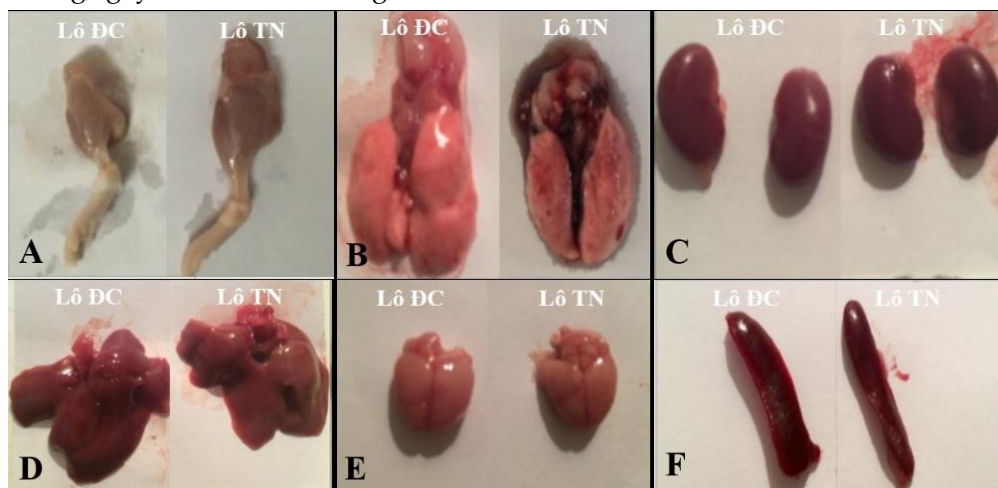 Lô ĐC Lô TN
A
Lô ĐC Lô TN
B
Lô ĐC Lô TN
C
Lô ĐC Lô TN
D
Lô ĐC Lô TN
E
Lô ĐC Lô TN
F